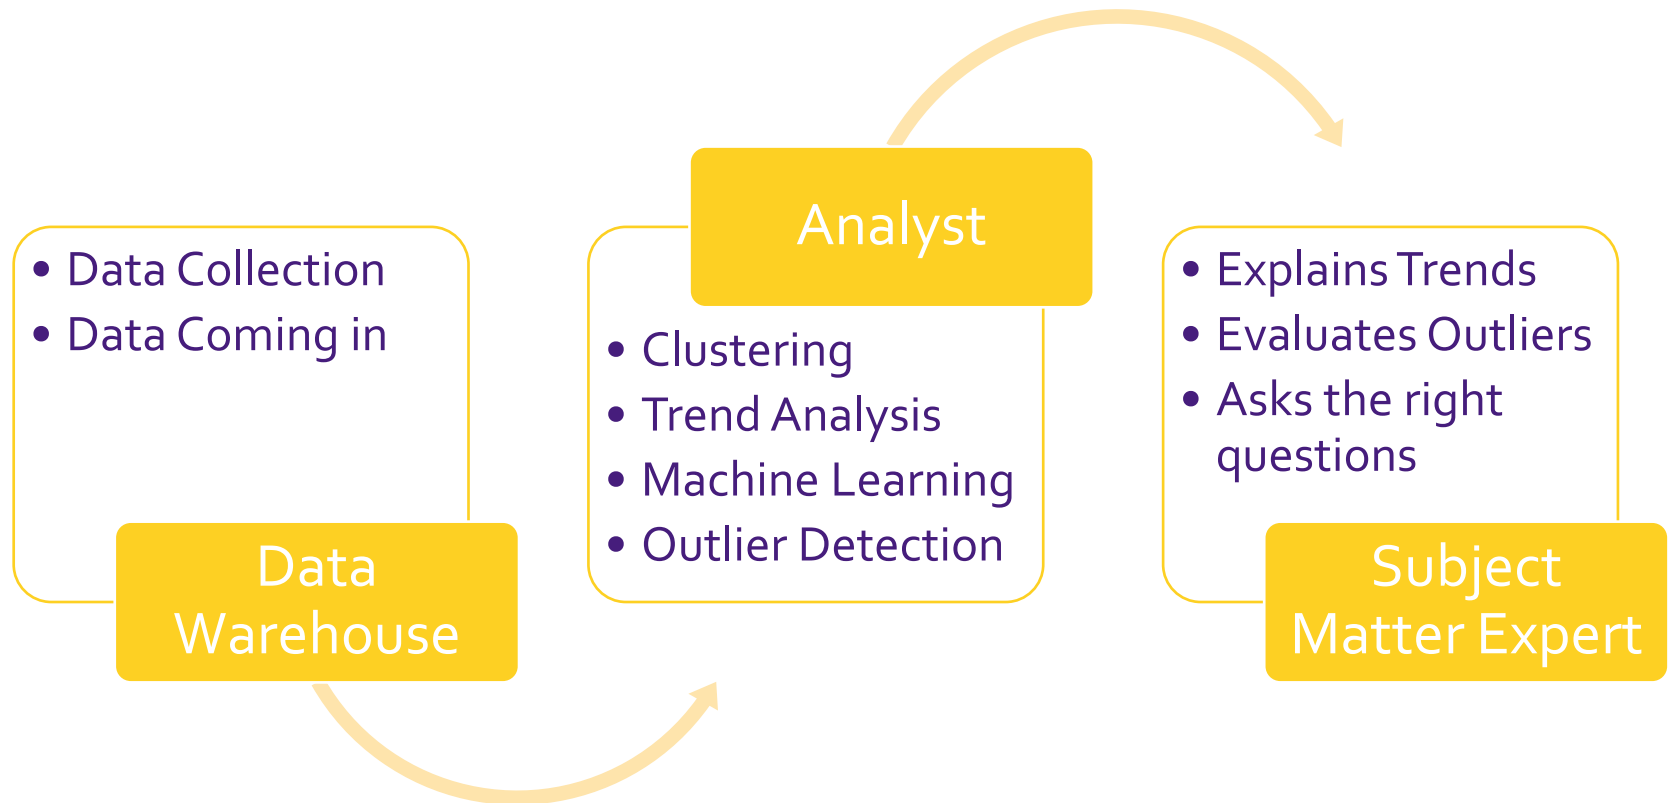 • Data Collection
• Data Coming in
Data
Warehouse
Analyst
• Clustering
• Trend Analysis
• Machine Learning
• Outlier Detection
• Explains Trends
• Evaluates Outliers
• Asks the right
questions
Subject
Matter Expert